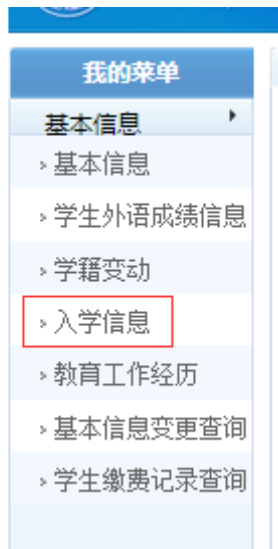 我的菜单
基本信息
基本信息
学生外语成绩信息
学籍变动
入学信息
教育工作经历
基本信息变更查询
学生缴费记录查询